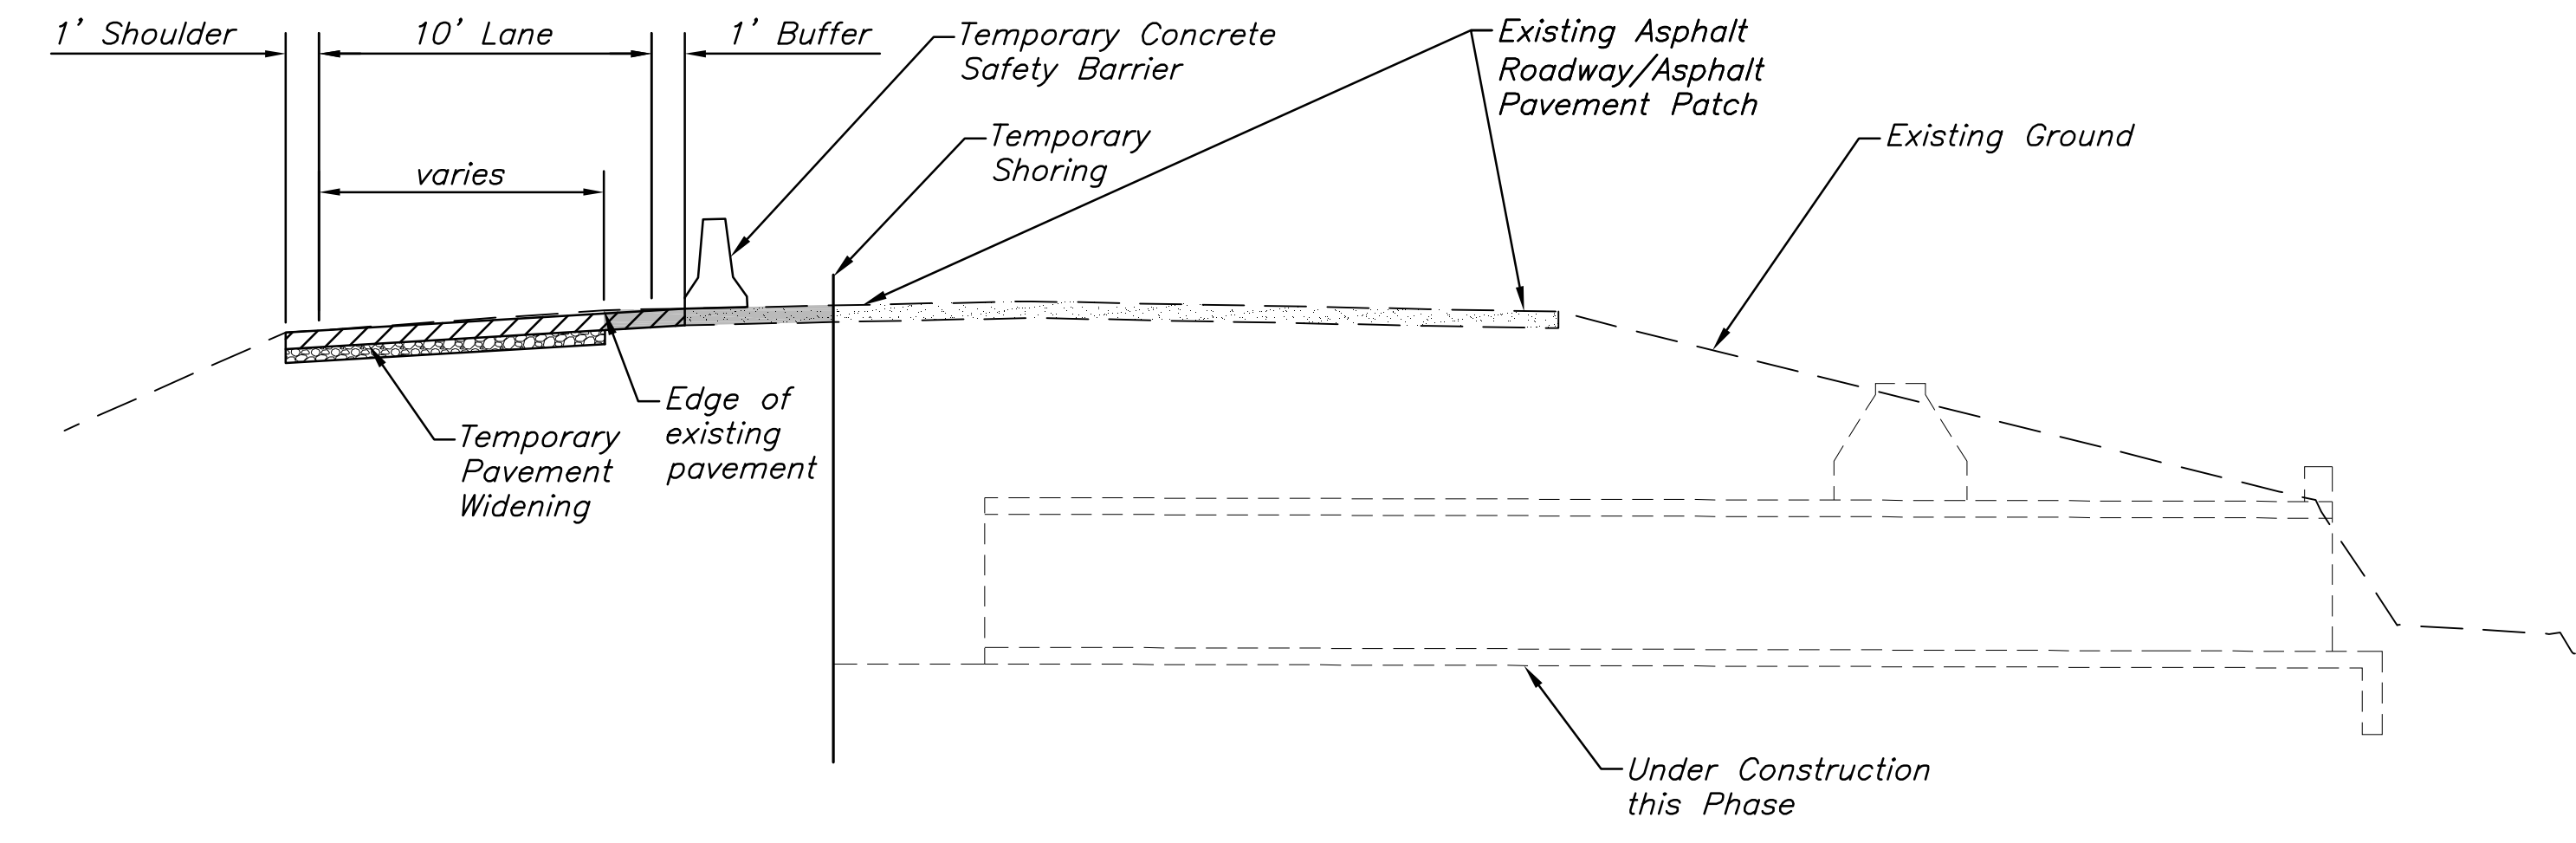 1' Shoulder
10' Lane
1' Buffer
Temporary Concrete
Safety Barrier
Existing Asphalt
Roadway/Asphalt
Pavement Patch
Temporary
Shoring
Existing Ground
varies
Edge of
existing
pavement
Temporary
Pavement
Widening
Under Construction
this Phase